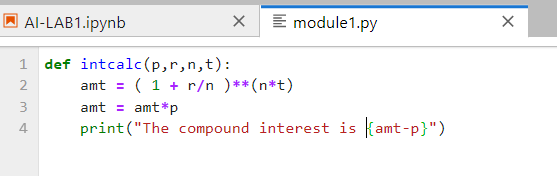 AI-LAB1.ipynb × module1.py ×
1 def intcalc(p,r,n,t):
2     amt = ( 1 + r/n )**(n*t)
3     amt = amt*p
4     print("The compound interest is {amt-p}")